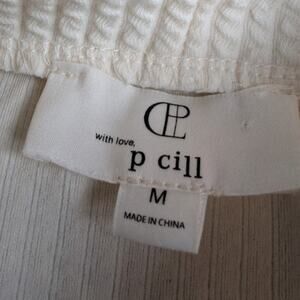 with love,
p cill
M
MADE IN CHINA